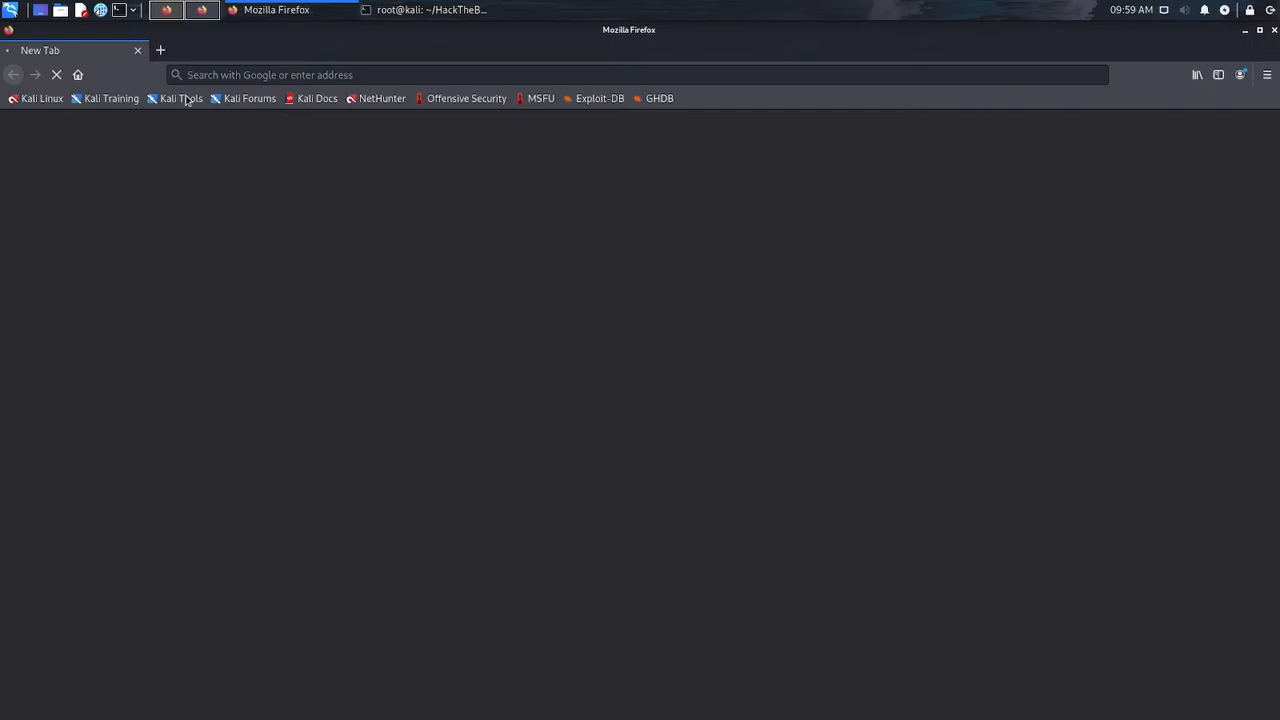 Mozilla Firefox
root@kali: ~/HackTheB...
09:59 AM
Mozilla Firefox
New Tab
Search with Google or enter address
Kali Linux
Kali Training
Kali Tools
Kali Forums
Kali Docs
NetHunter
Offensive Security
MSFU
Exploit-DB
GHDB